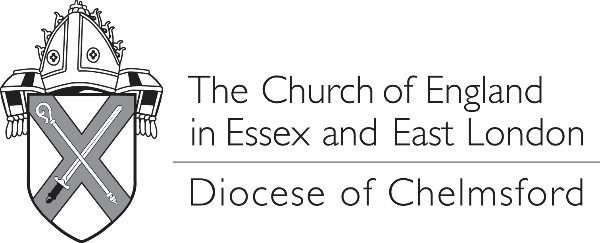 The Church of England
in Essex and East London
Diocese of Chelmsford